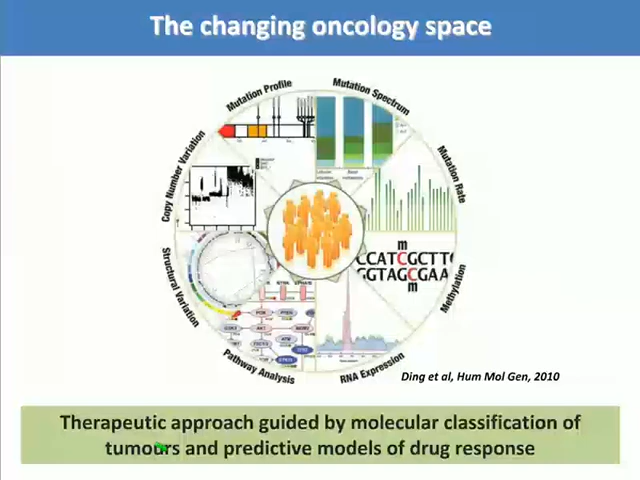 The changing oncology space
Mutation Profile
Mutation Spectrum
Copy Number Variation
Mutation Rate
m
CCATCGCTTC
GGTAGCGAA
m
Structural Variation
Methylation
Pathway Analysis
RNA Expression
Ding et al, Hum Mol Gen, 2010
Therapeutic approach guided by molecular classification of
tumours and predictive models of drug response